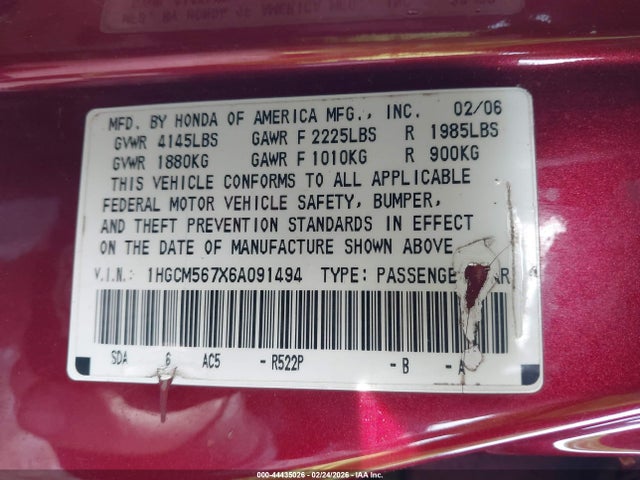 MFD. BY HONDA OF AMERICA MFG., INC. 02/06
GVWR 4145LBS GAWR F 2225LBS R 1985LBS
GVWR 1880KG GAWR F 1010KG R 900KG
THIS VEHICLE CONFORMS TO ALL APPLICABLE
FEDERAL MOTOR VEHICLE SAFETY, BUMPER,
AND THEFT PREVENTION STANDARDS IN EFFECT
ON THE DATE OF MANUFACTURE SHOWN ABOVE
V.I.N.: 1HGCM567X6A091494 TYPE: PASSENGE AR
SDA 6 AC5 - R522P - B - A
000-44435026 - 02/24/2026 - IAA Inc.